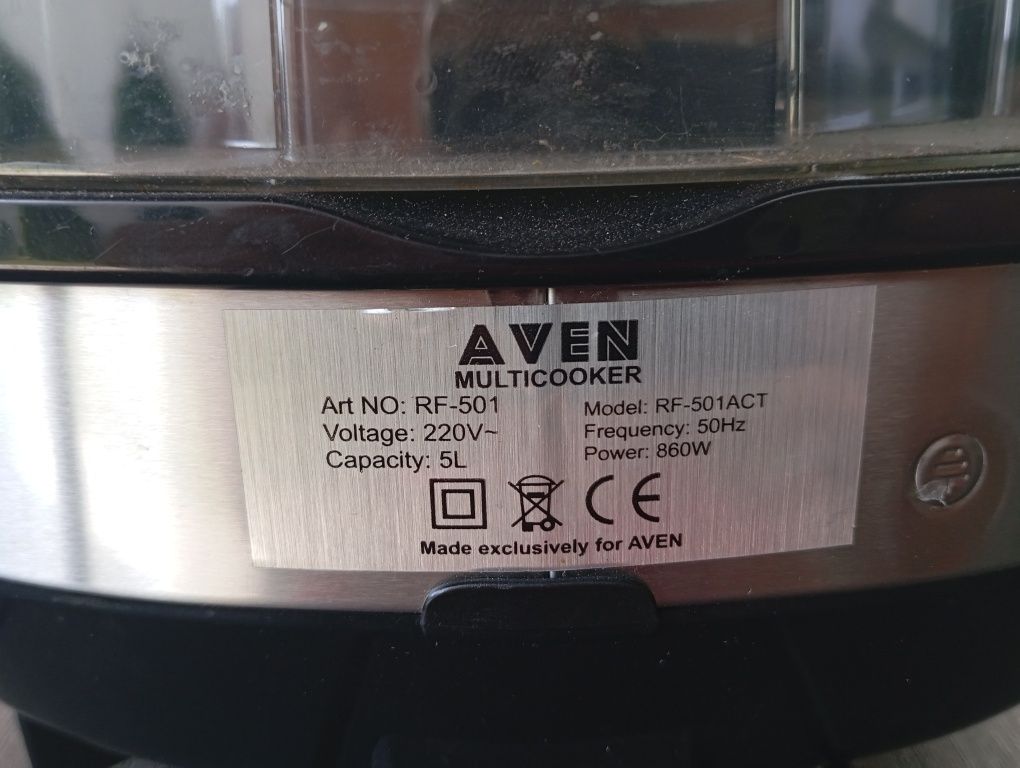 AVEN
MULTICOOKER
Art NO: RF-501
Voltage: 220V~
Capacity: 5L
Model: RF-501ACT
Frequency: 50Hz
Power: 860W
CE
Made exclusively for AVEN